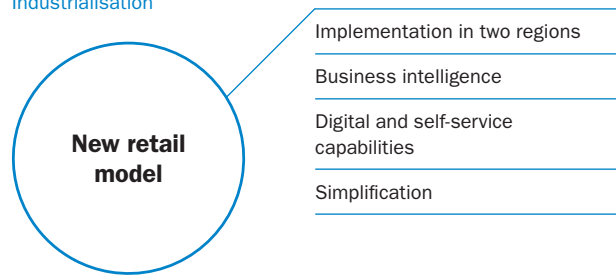 Industrialisation
Implementation in two regions
Business intelligence
New retail
model
Digital and self-service
capabilities
Simplification